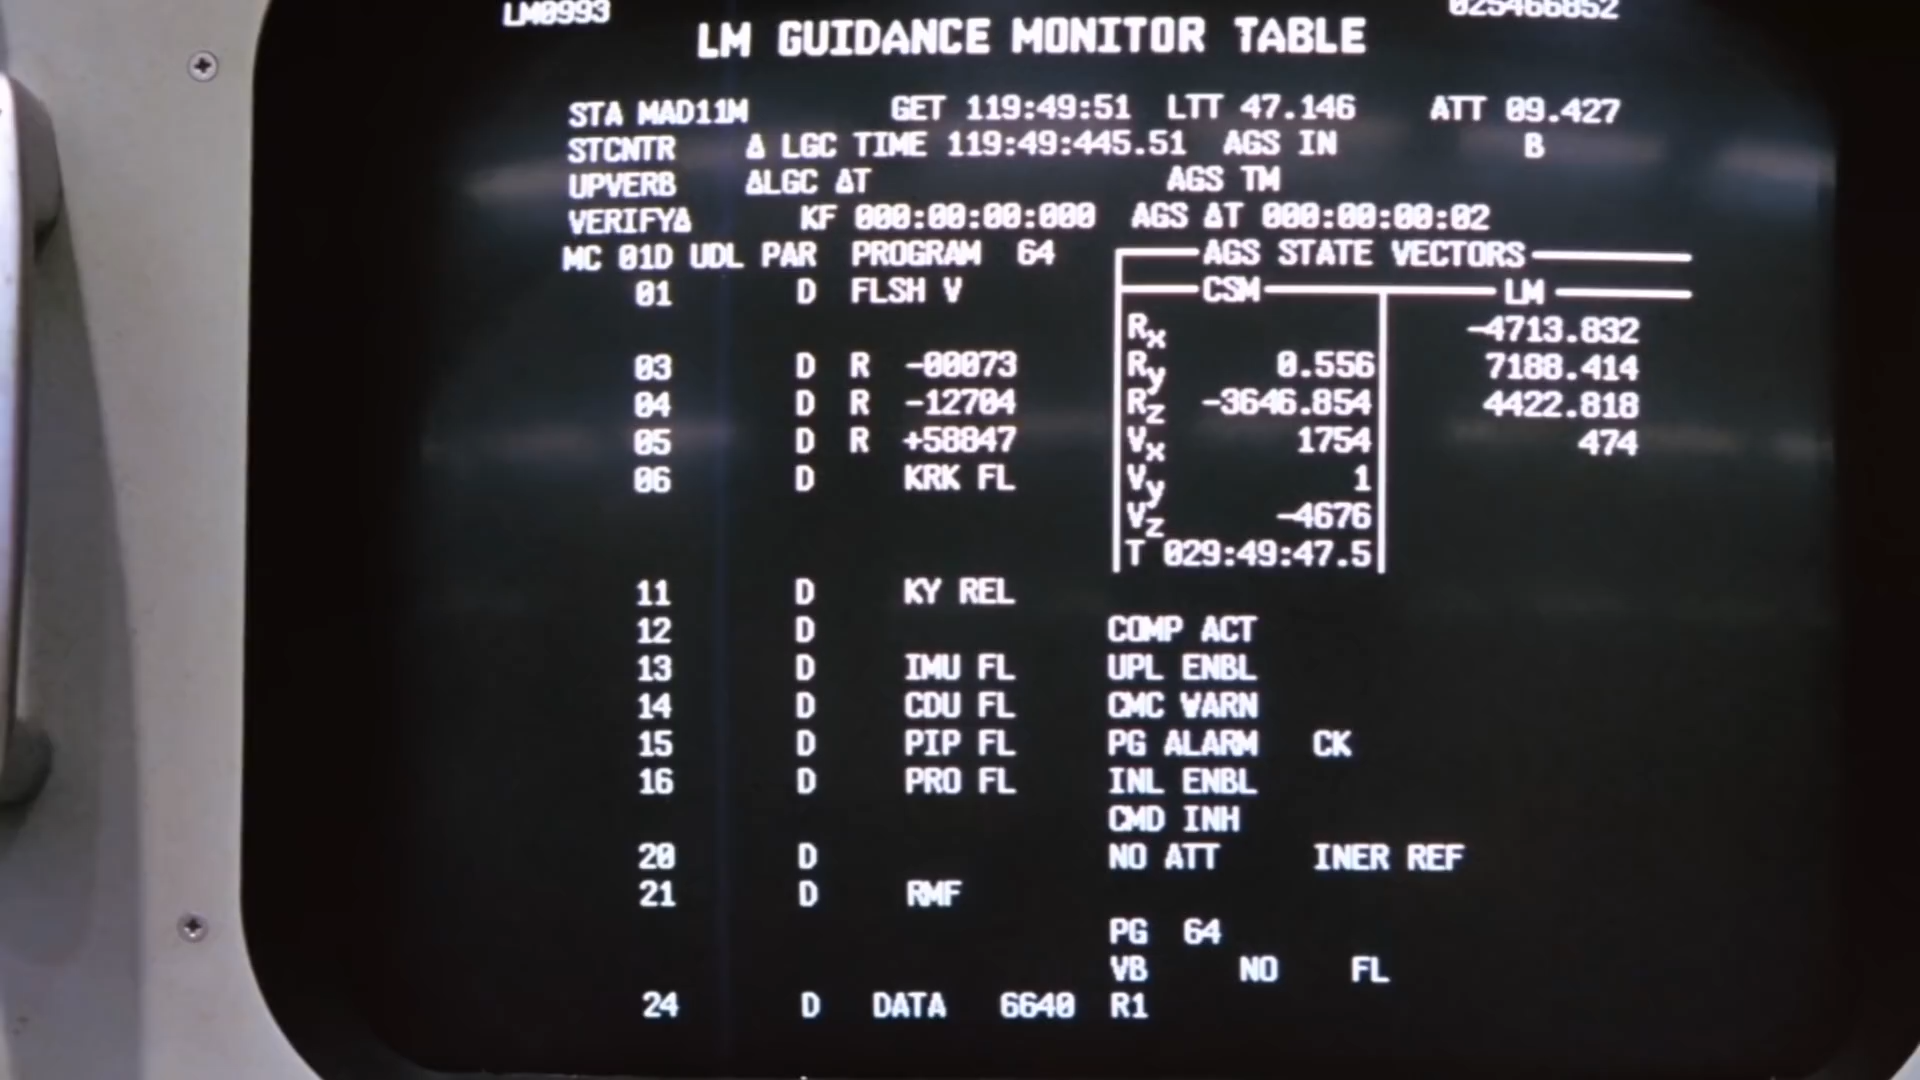 LM0993 025466852
LM GUIDANCE MONITOR TABLE
STA MAD11M GET 119:49:51 LTT 47.146 ATT 09.427
STCNTR Δ LGC TIME 119:49:445.51 AGS IN B
UPVERB ΔLGC ΔT AGS TM
VERIFYΔ KF 000:00:00:000 AGS ΔT 000:00:00:02
MC 01D UDL PAR PROGRAM 64 AGS STATE VECTORS
01 D FLSH V CSM LM
Rx -4713.832
03 D R -00073 Ry 0.556 7188.414
04 D R -12704 Rz -3646.854 4422.818
05 D R +58847 Vx 1754 474
06 D KRK FL Vy 1
Vz -4676
T 029:49:47.5
11 D KY REL
12 D COMP ACT
13 D IMU FL UPL ENBL
14 D CDU FL CMC WARN
15 D PIP FL PG ALARM CK
16 D PRO FL INL ENBL
CMD INH
20 D NO ATT INER REF
21 D RMF
PG 64
VB NO FL
24 D DATA 6640 R1